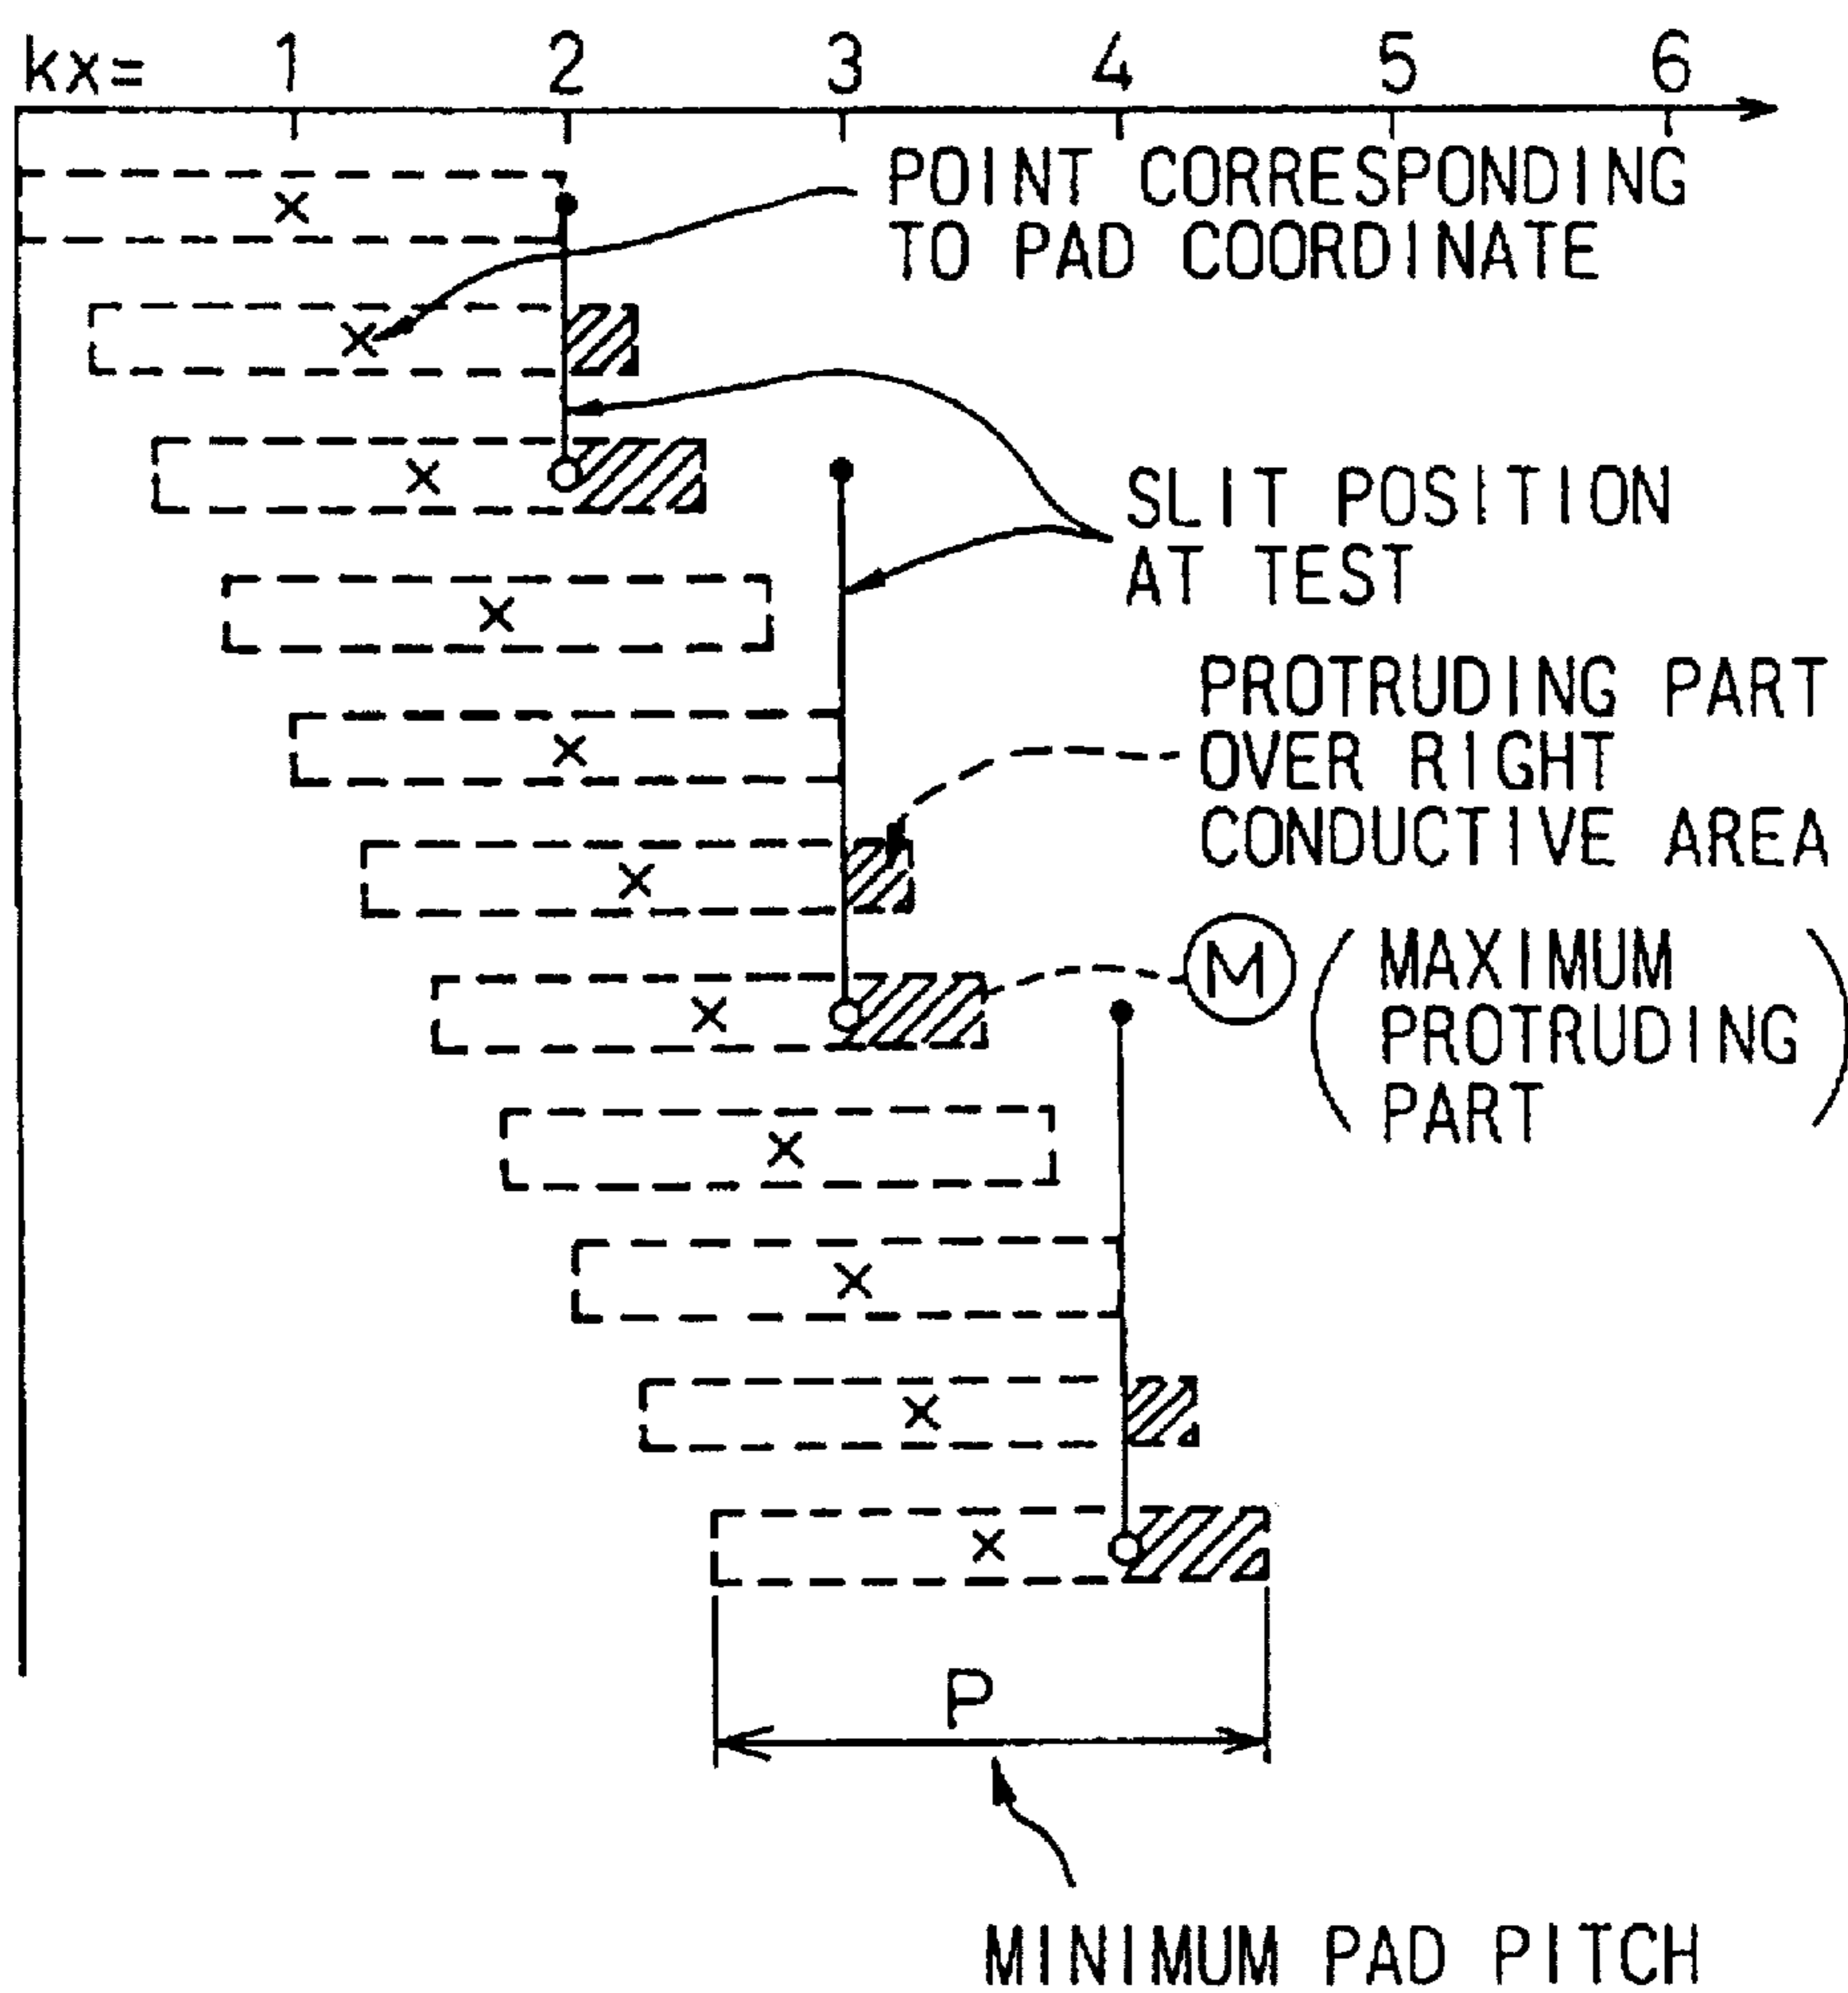 kx= 1 2 3 4 5 6
POINT CORRESPONDING
TO PAD COORDINATE
SLIT POSITION
AT TEST
PROTRUDING PART
OVER RIGHT
CONDUCTIVE AREA
M
(MAXIMUM
PROTRUDING
PART)
P
MINIMUM PAD PITCH